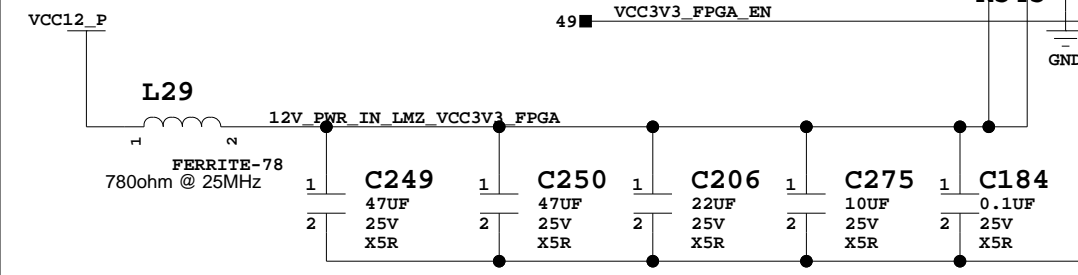 VCC12_P
49
VCC3V3_FPGA_EN
GND
L29
12V_PWR_IN_LMZ_VCC3V3_FPGA
1
2
FERRITE-78
780ohm @ 25MHz
1
C249
47UF
2
25V
X5R
1
C250
47UF
2
25V
X5R
1
C206
22UF
2
25V
X5R
1
C275
10UF
2
25V
X5R
1
C184
0.1UF
2
25V
X5R